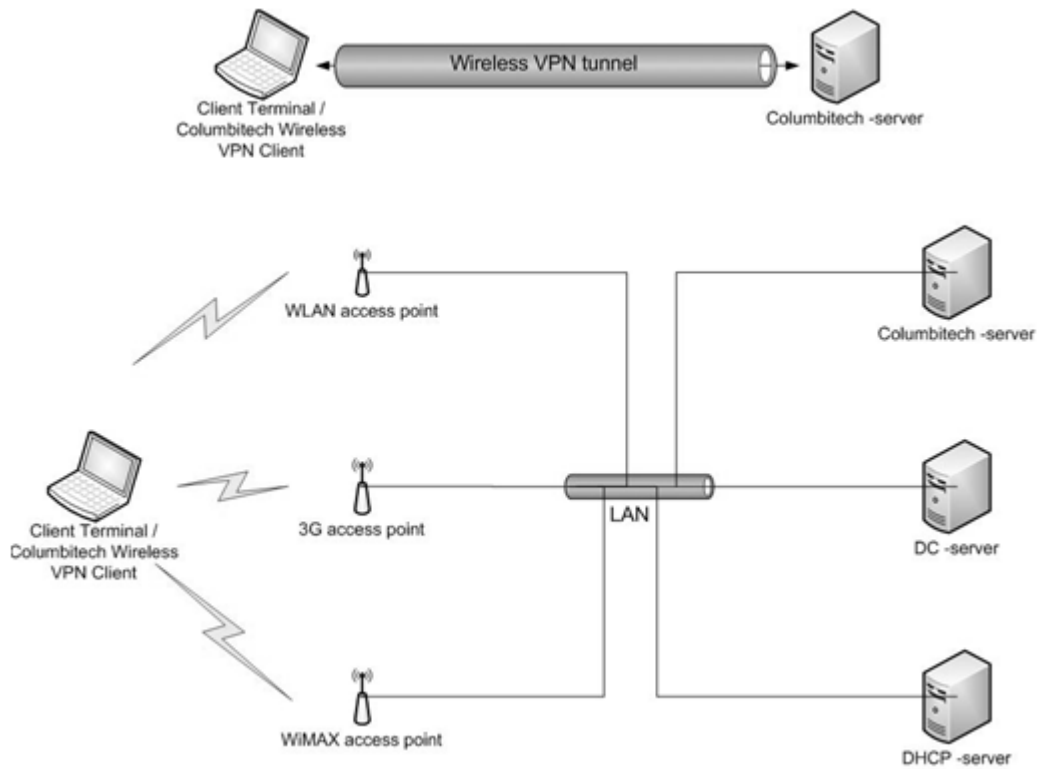 Wireless VPN tunnel
Client Terminal /
Columbitech Wireless
VPN Client
Columbitech -server
WLAN access point
Columbitech -server
Client Terminal /
Columbitech Wireless
VPN Client
3G access point
LAN
DC -server
WiMAX access point
DHCP -server